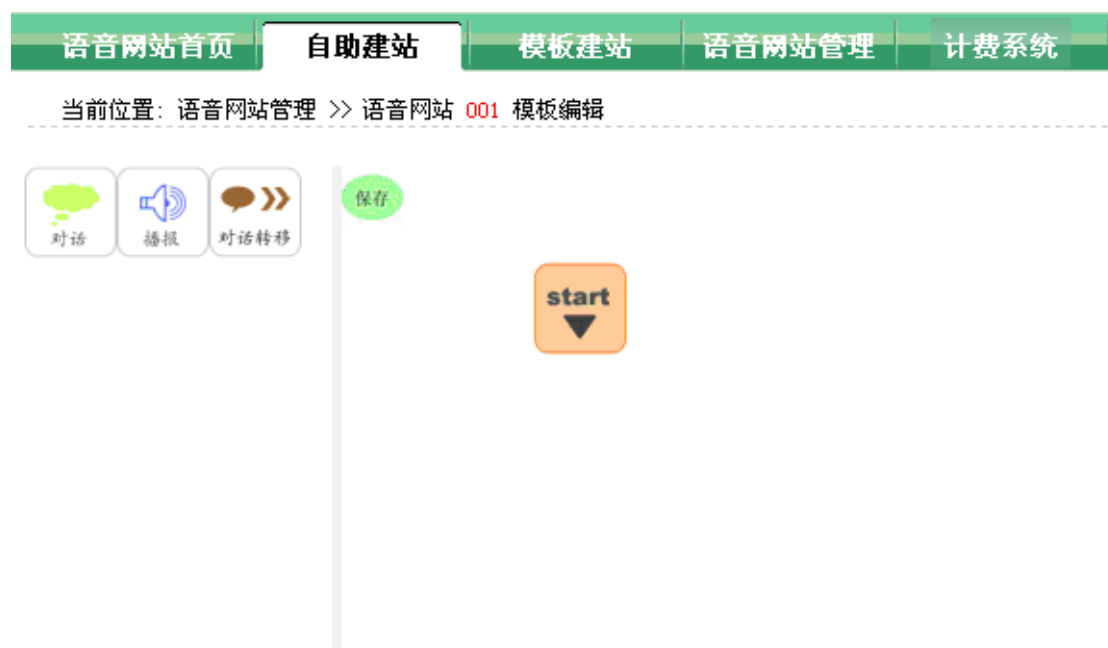 语音网站首页 自助建站 模板建站 语音网站管理 计费系统
当前位置：语音网站管理 >> 语音网站 001 模板编辑
对话 播报 对话转移 保存
start